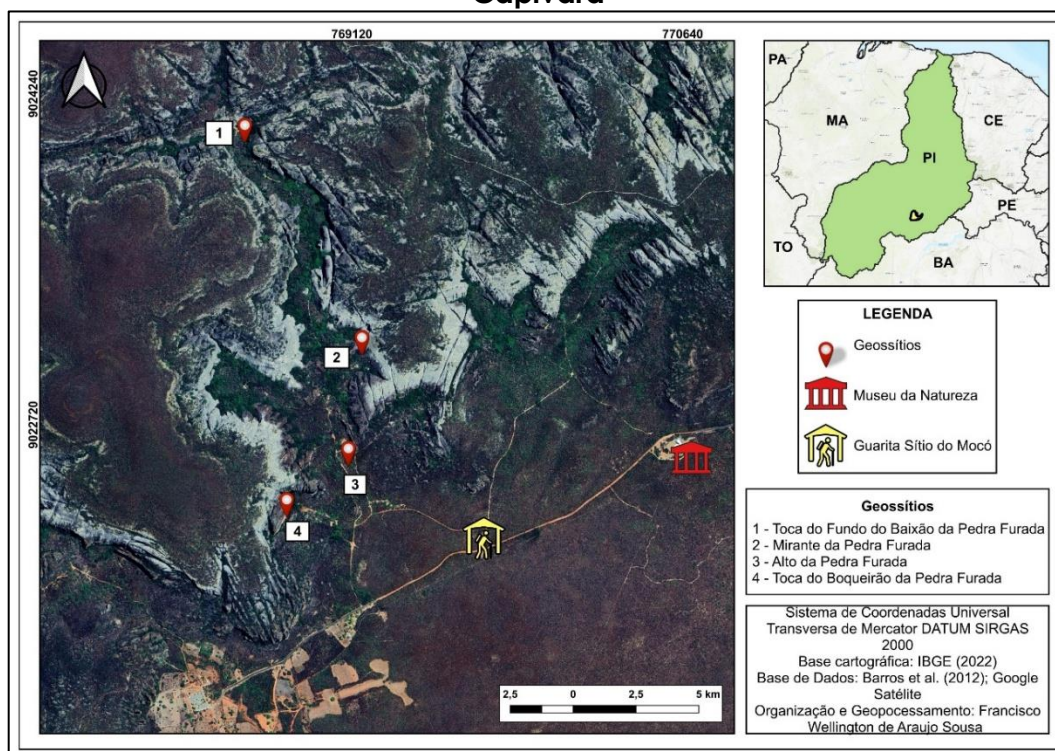 Capivara
769120
770640
9024240
9022720
1
2
3
4
2,5 0 2,5 5 km
PA
MA
CE
PI
PE
TO
BA
LEGENDA
Geossítios
Museu da Natureza
Guarita Sítio do Mocó
Geossítios
1 - Toca do Fundo do Baixão da Pedra Furada
2 - Mirante da Pedra Furada
3 - Alto da Pedra Furada
4 - Toca do Boqueirão da Pedra Furada
Sistema de Coordenadas Universal
Transversa de Mercator DATUM SIRGAS
2000
Base cartográfica: IBGE (2022)
Base de Dados: Barros et al. (2012); Google
Satélite
Organização e Geopocessamento: Francisco
Wellington de Araujo Sousa